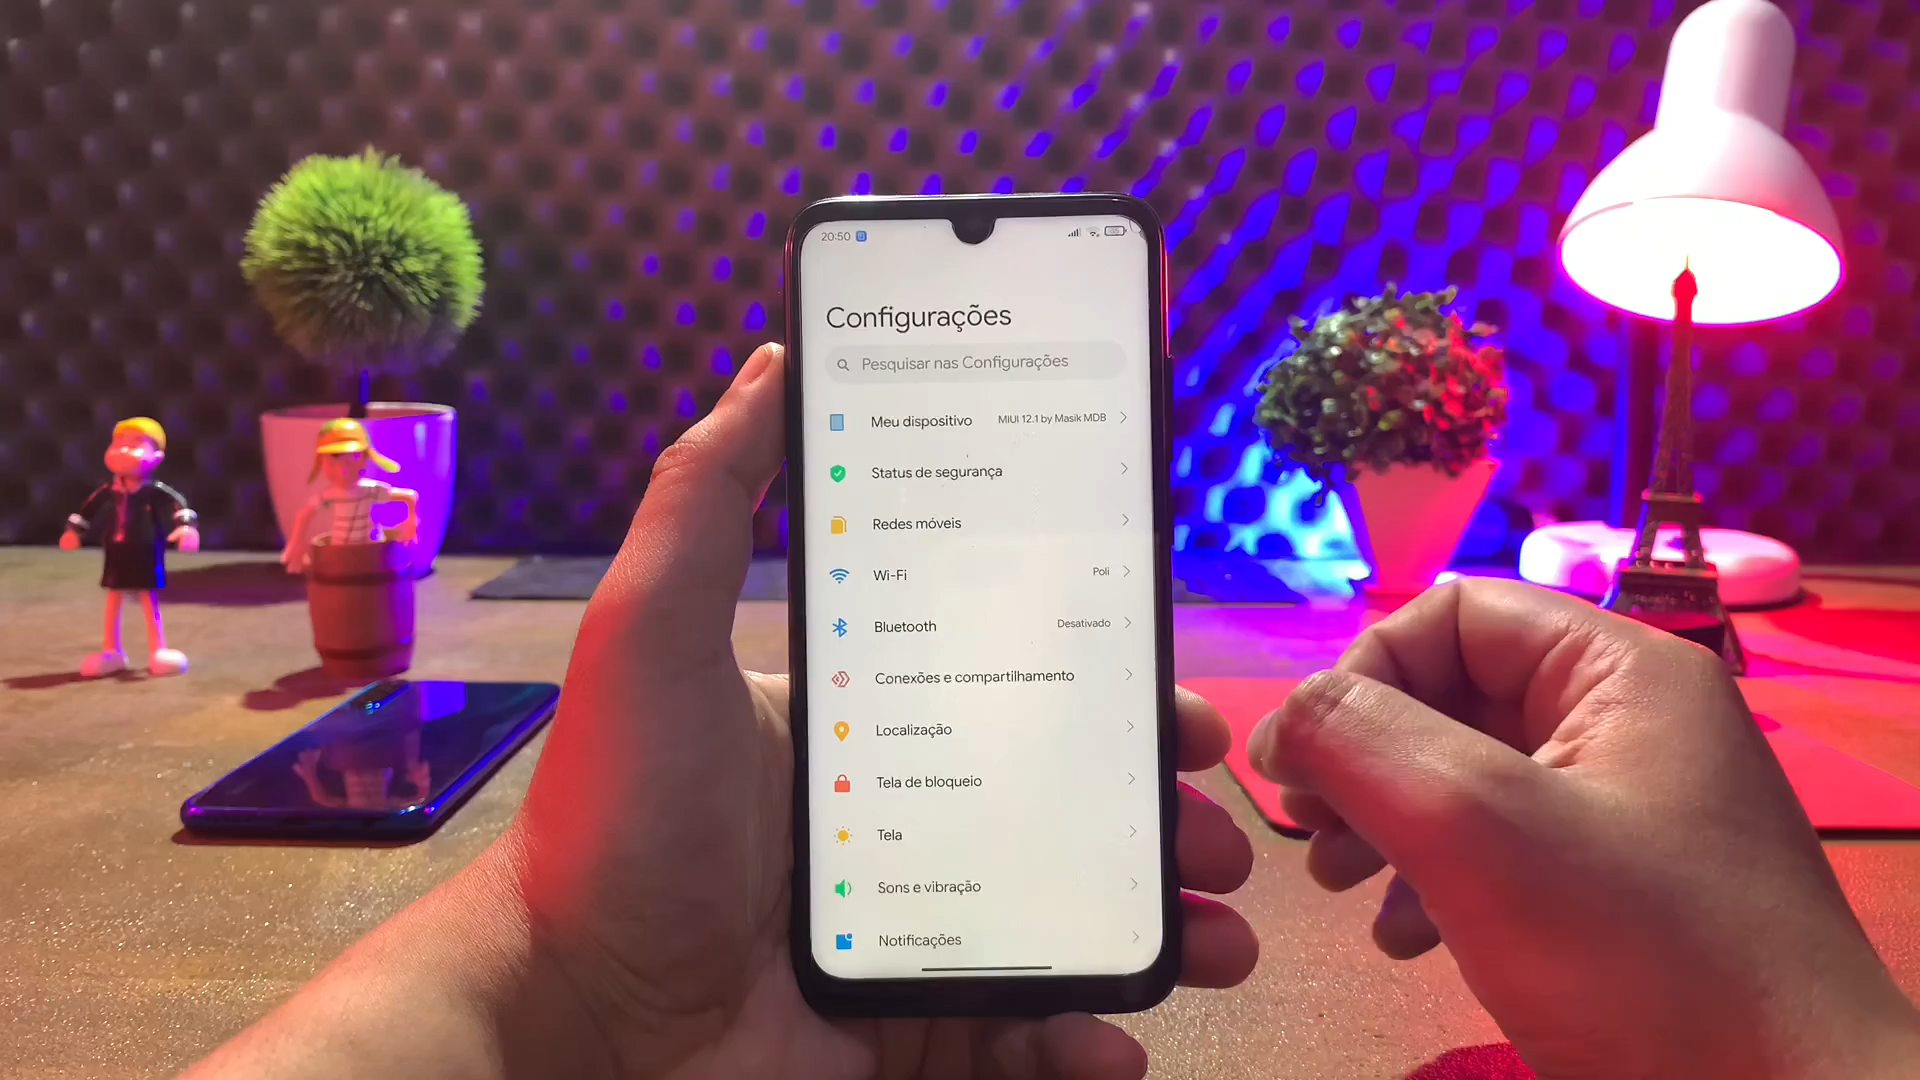 20:50
Configurações
Pesquisar nas Configurações
Meu dispositivo MIUI 12.1 by Masik MDB
Status de segurança
Redes móveis
Wi-Fi Poli
Bluetooth Desativado
Conexões e compartilhamento
Localização
Tela de bloqueio
Tela
Sons e vibração
Notificações